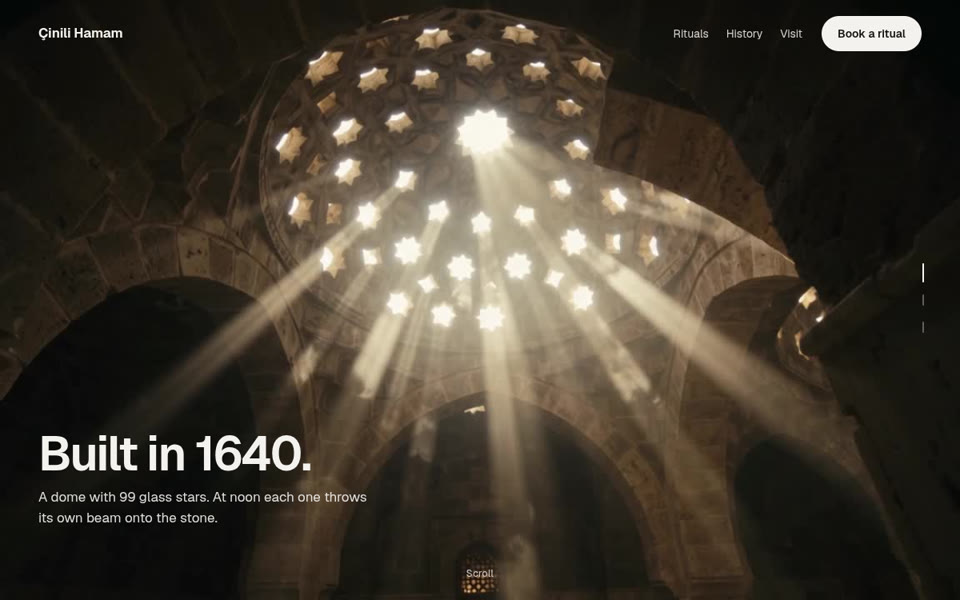 Çinili Hamam
Rituals
History
Visit
Book a ritual
Built in 1640.
A dome with 99 glass stars. At noon each one throws
its own beam onto the stone.
Scroll